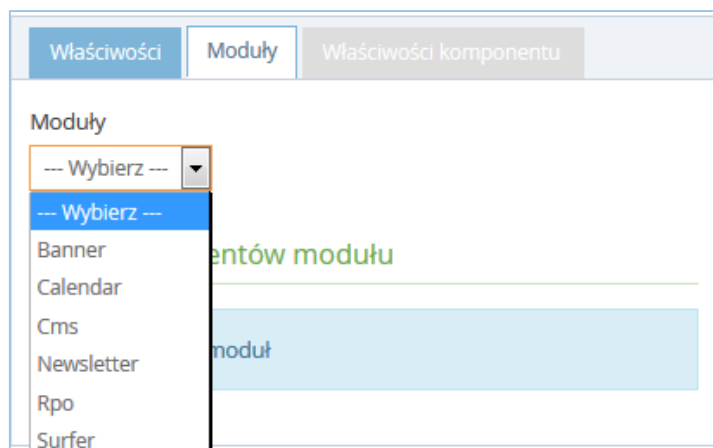 Właściwości Moduły Właściwości komponentu
Moduły
--- Wybierz ---
--- Wybierz ---
Banner
entów modułu
Calendar
Cms
moduł
Newsletter
Rpo
Surfer